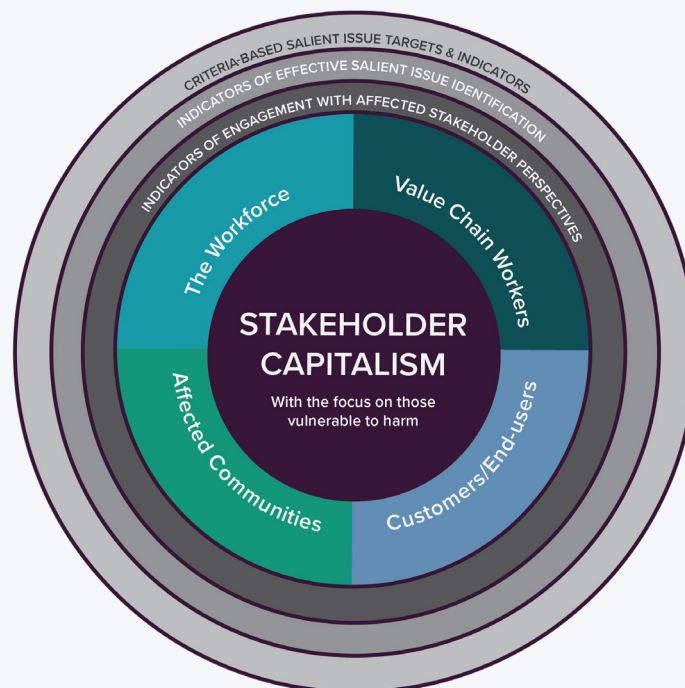 CRITERIA-BASED SALIENT ISSUE TARGETS & INDICATORS
INDICATORS OF EFFECTIVE SALIENT ISSUE IDENTIFICATION
INDICATORS OF ENGAGEMENT WITH AFFECTED STAKEHOLDER PERSPECTIVES
The Workforce
Value Chain Workers
STAKEHOLDER
CAPITALISM
With the focus on those
vulnerable to harm
Affected Communities
Customers/End-users